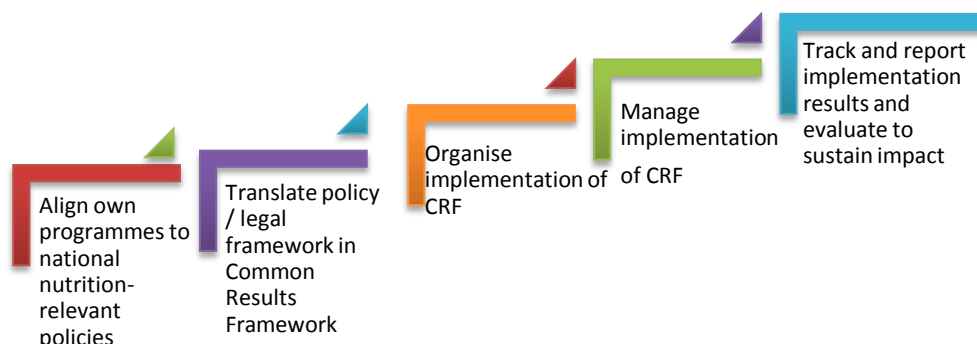 Align own
programmes to
national
nutrition-
relevant
policies
Translate policy
/ legal
framework in
Common
Results
Framework
Organise
implementation of
CRF
Manage
implementation
of CRF
Track and report
implementation
results and
evaluate to
sustain impact